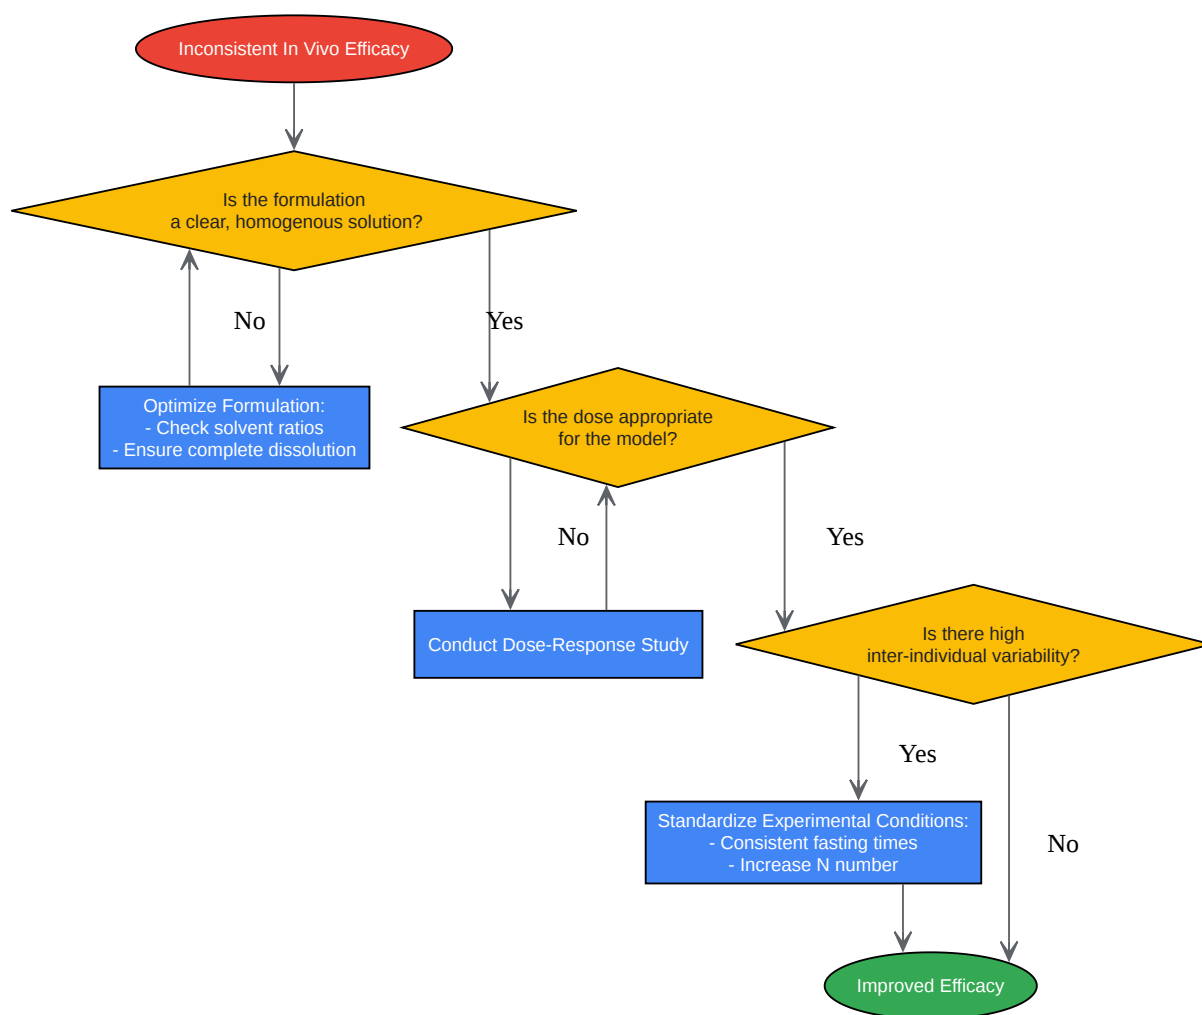 Inconsistent In Vivo Efficacy
Is the formulation
a clear, homogenous solution?
No
Yes
Optimize Formulation:
- Check solvent ratios
- Ensure complete dissolution
Is the dose appropriate
for the model?
No
Yes
Conduct Dose-Response Study
Is there high
inter-individual variability?
Yes
No
Standardize Experimental Conditions:
- Consistent fasting times
- Increase N number
Improved Efficacy